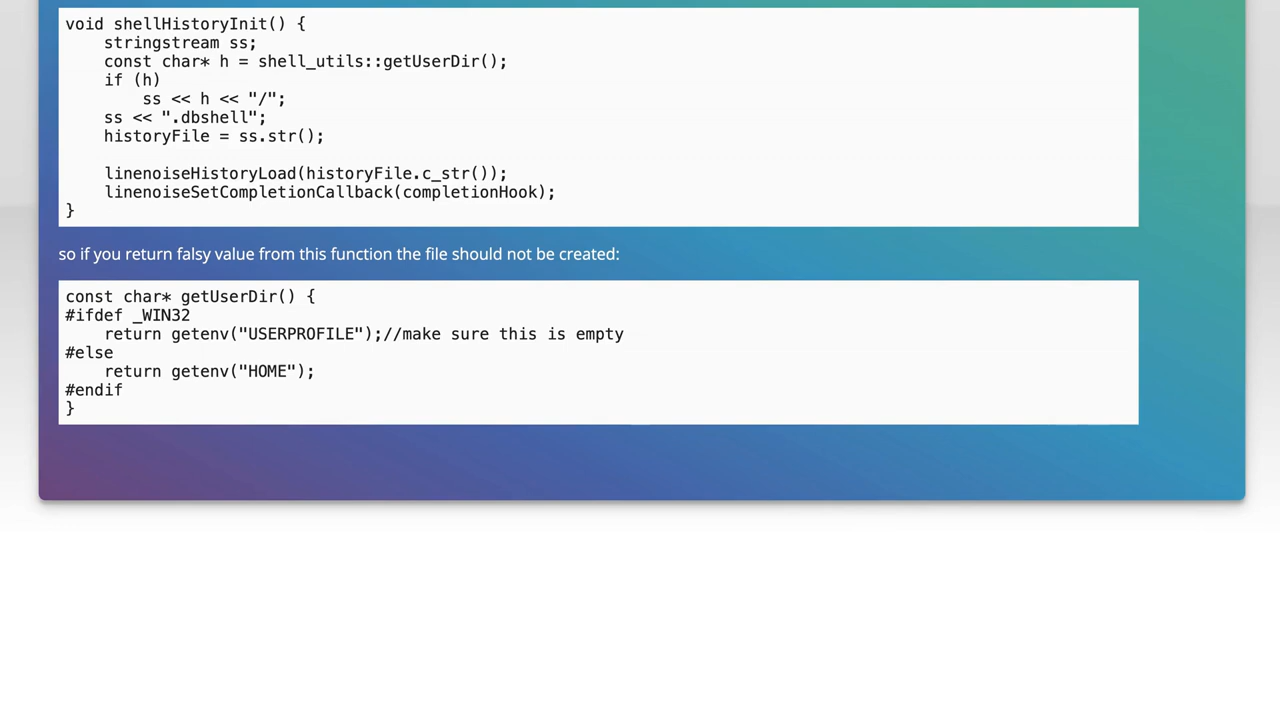 void shellHistoryInit() {
    stringstream ss;
    const char* h = shell_utils::getUserDir();
    if (h)
        ss << h << "/";
    ss << ".dbshell";
    historyFile = ss.str();

    linenoiseHistoryLoad(historyFile.c_str());
    linenoiseSetCompletionCallback(completionHook);
}
so if you return falsy value from this function the file should not be created:
const char* getUserDir() {
#ifdef _WIN32
    return getenv("USERPROFILE");//make sure this is empty
#else
    return getenv("HOME");
#endif
}